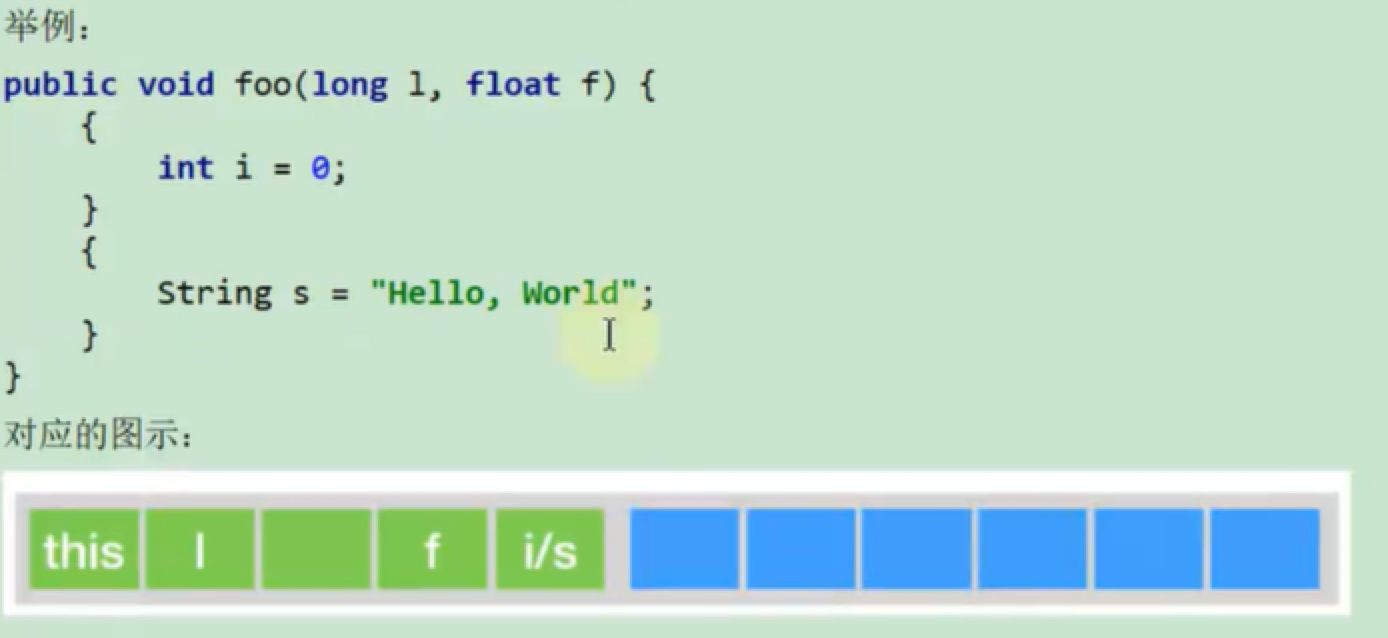 举例：
public void foo(long l, float f) {
    {
        int i = 0;
    }
    {
        String s = "Hello, World";
    }
}
对应的图示：
this l f i/s